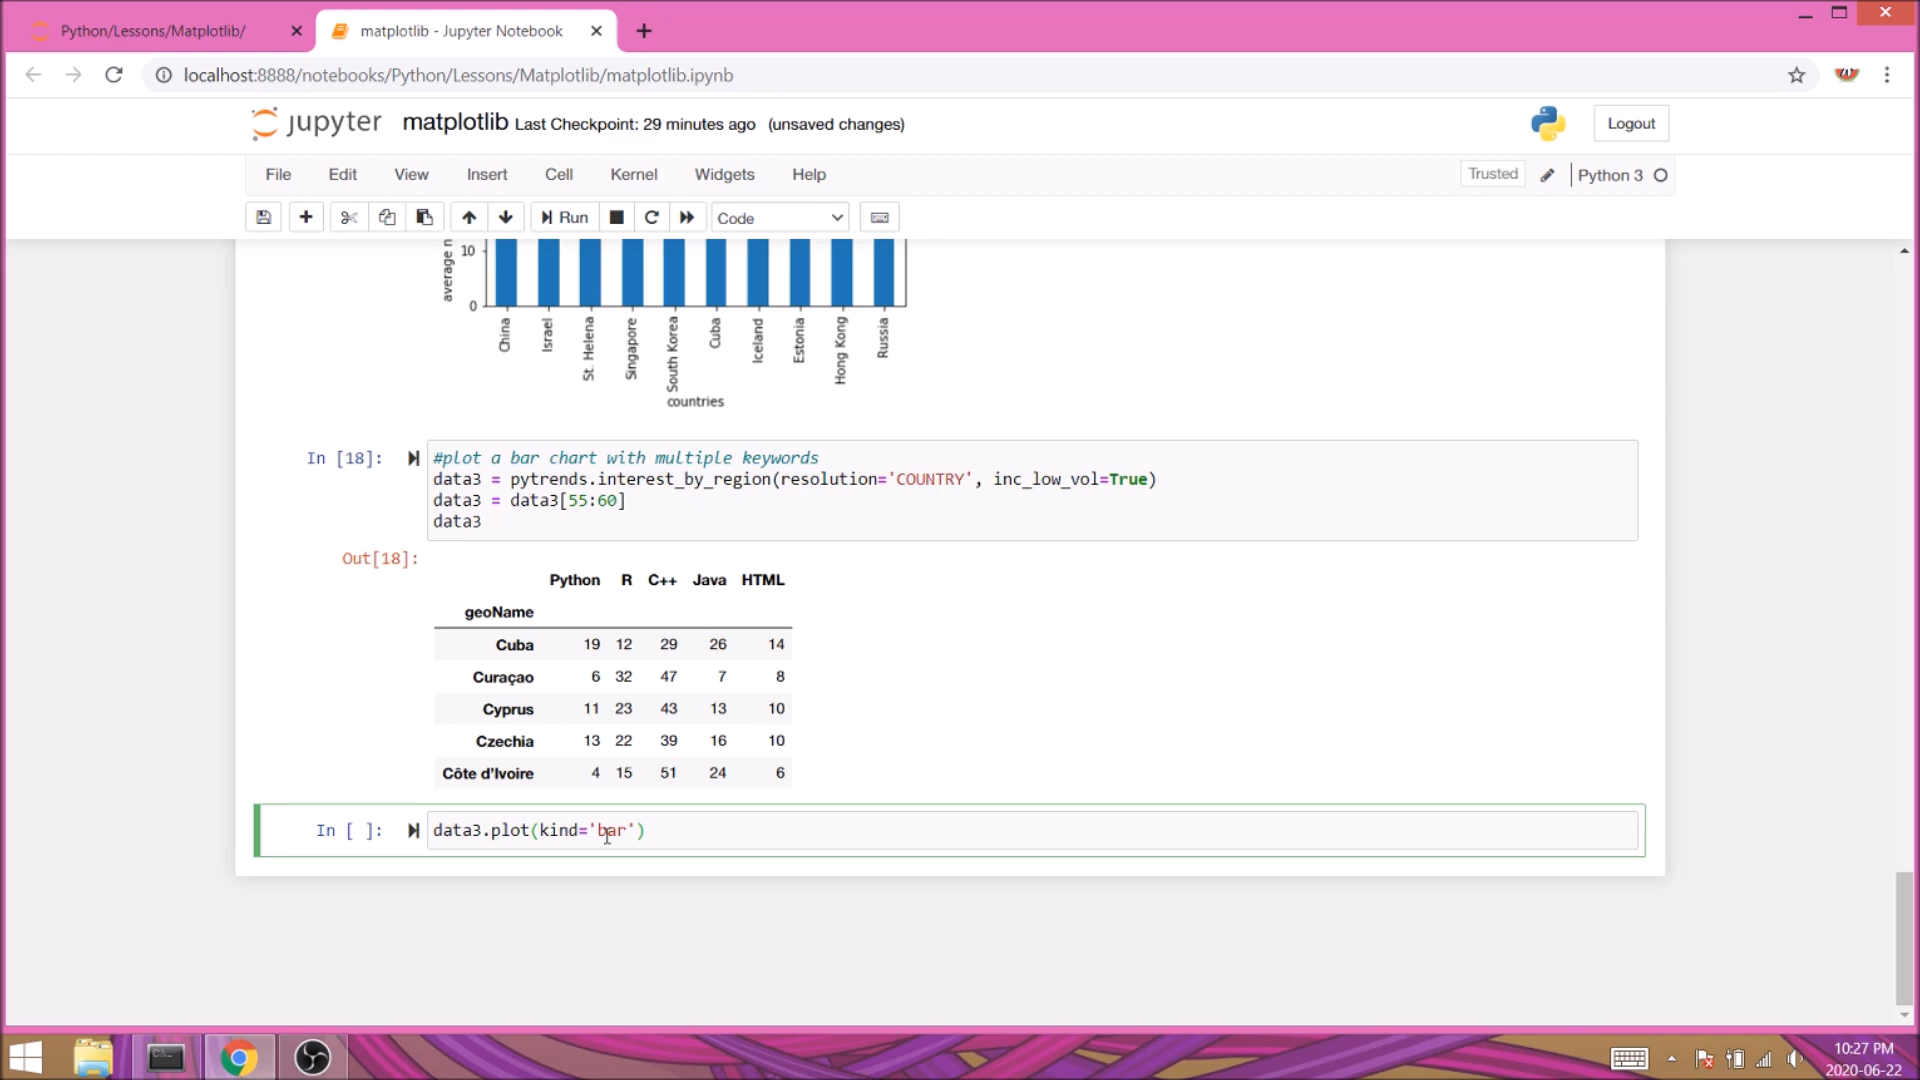 Python/Lessons/Matplotlib/
matplotlib - Jupyter Notebook
localhost:8888/notebooks/Python/Lessons/Matplotlib/matplotlib.ipynb
jupyter matplotlib Last Checkpoint: 29 minutes ago (unsaved changes)
Logout
File Edit View Insert Cell Kernel Widgets Help
Trusted Python 3
Run Code
average n
10
0
China Israel St. Helena Singapore South Korea Cuba Iceland Estonia Hong Kong Russia
countries
In [18]: #plot a bar chart with multiple keywords
data3 = pytrends.interest_by_region(resolution='COUNTRY', inc_low_vol=True)
data3 = data3[55:60]
data3
Out[18]:
Python R C++ Java HTML
geoName
Cuba 19 12 29 26 14
Curaçao 6 32 47 7 8
Cyprus 11 23 43 13 10
Czechia 13 22 39 16 10
Côte d’Ivoire 4 15 51 24 6
In [ ]: data3.plot(kind='bar')
10:27 PM
2020-06-22